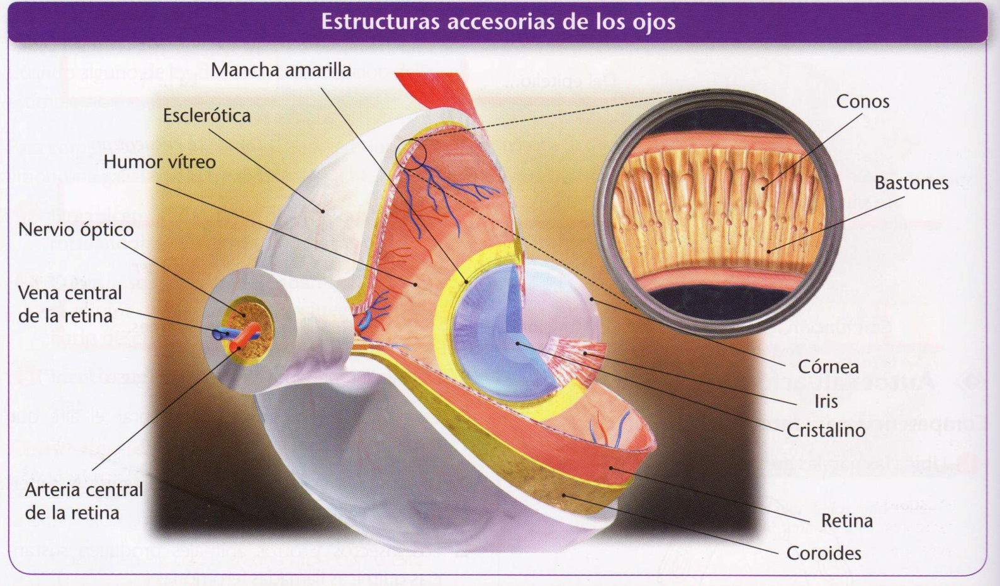 Estructuras accesorias de los ojos
Mancha amarilla
Esclerótica
Humor vítreo
Nervio óptico
Vena central
de la retina
Arteria central
de la retina
Conos
Bastones
Córnea
Iris
Cristalino
Retina
Coroides